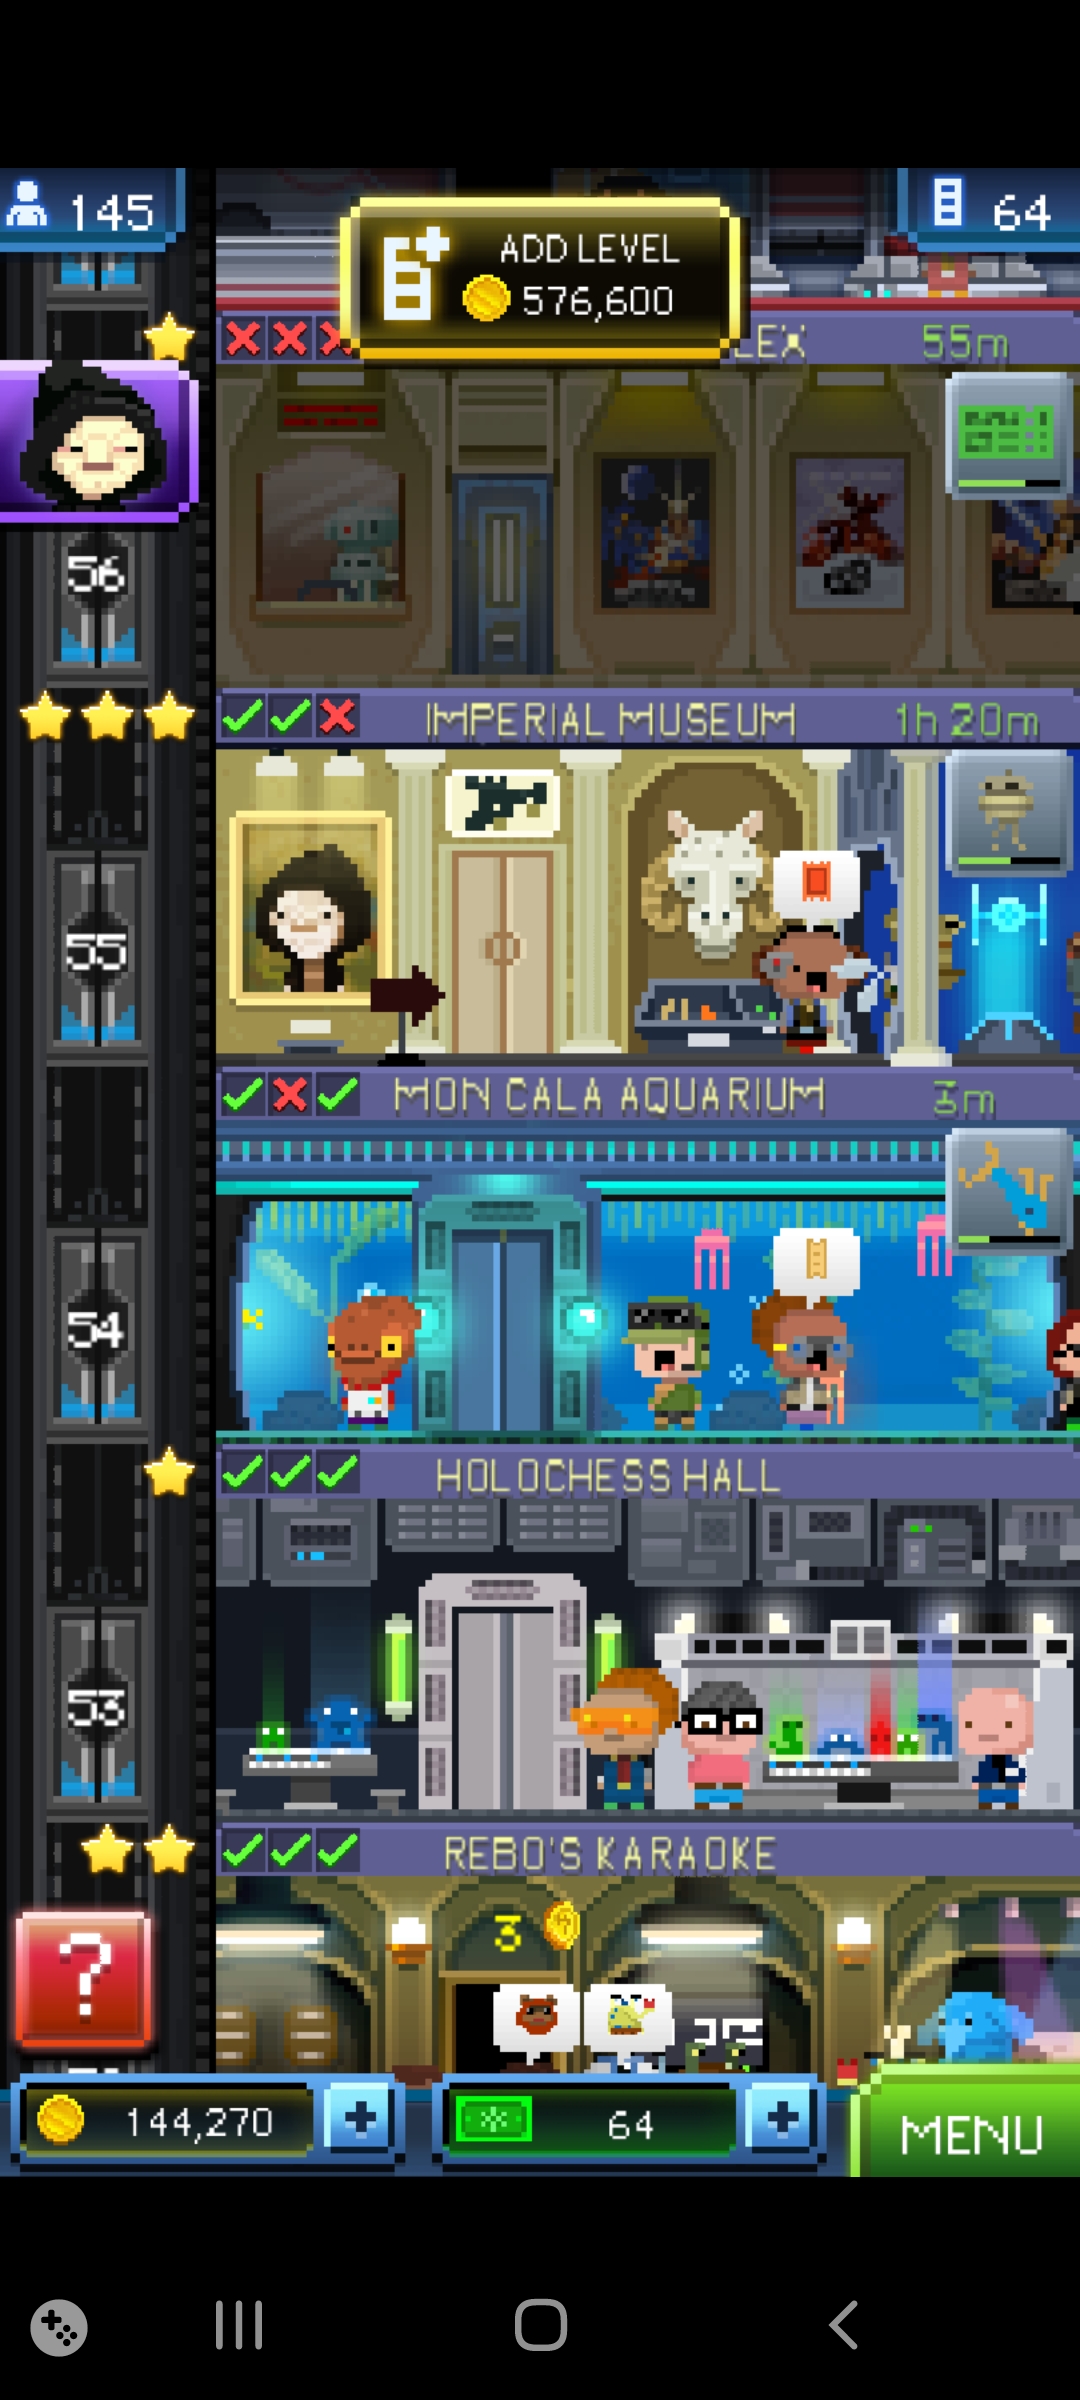 145
ADD LEVEL
576,600
64
LEX 55m
56
IMPERIAL MUSEUM 1h 20m
55
MON CALA AQUARIUM 3m
54
HOLOCHESS HALL
53
REBO'S KARAOKE
3
?
144,270
64
MENU